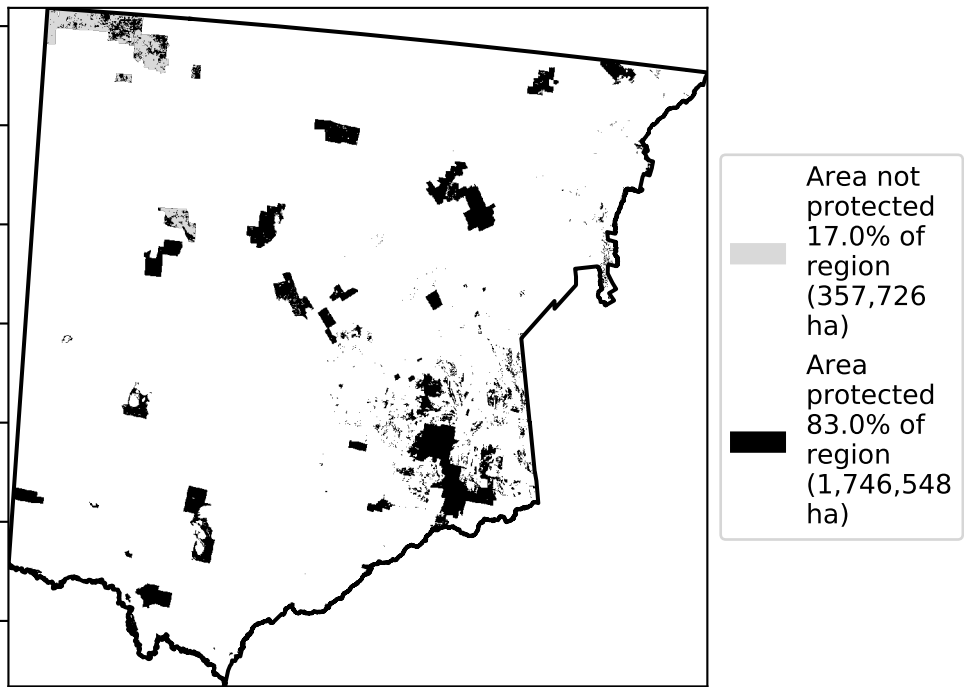 Area not
protected
17.0% of
region
(357,726
ha)
Area
protected
83.0% of
region
(1,746,548
ha)